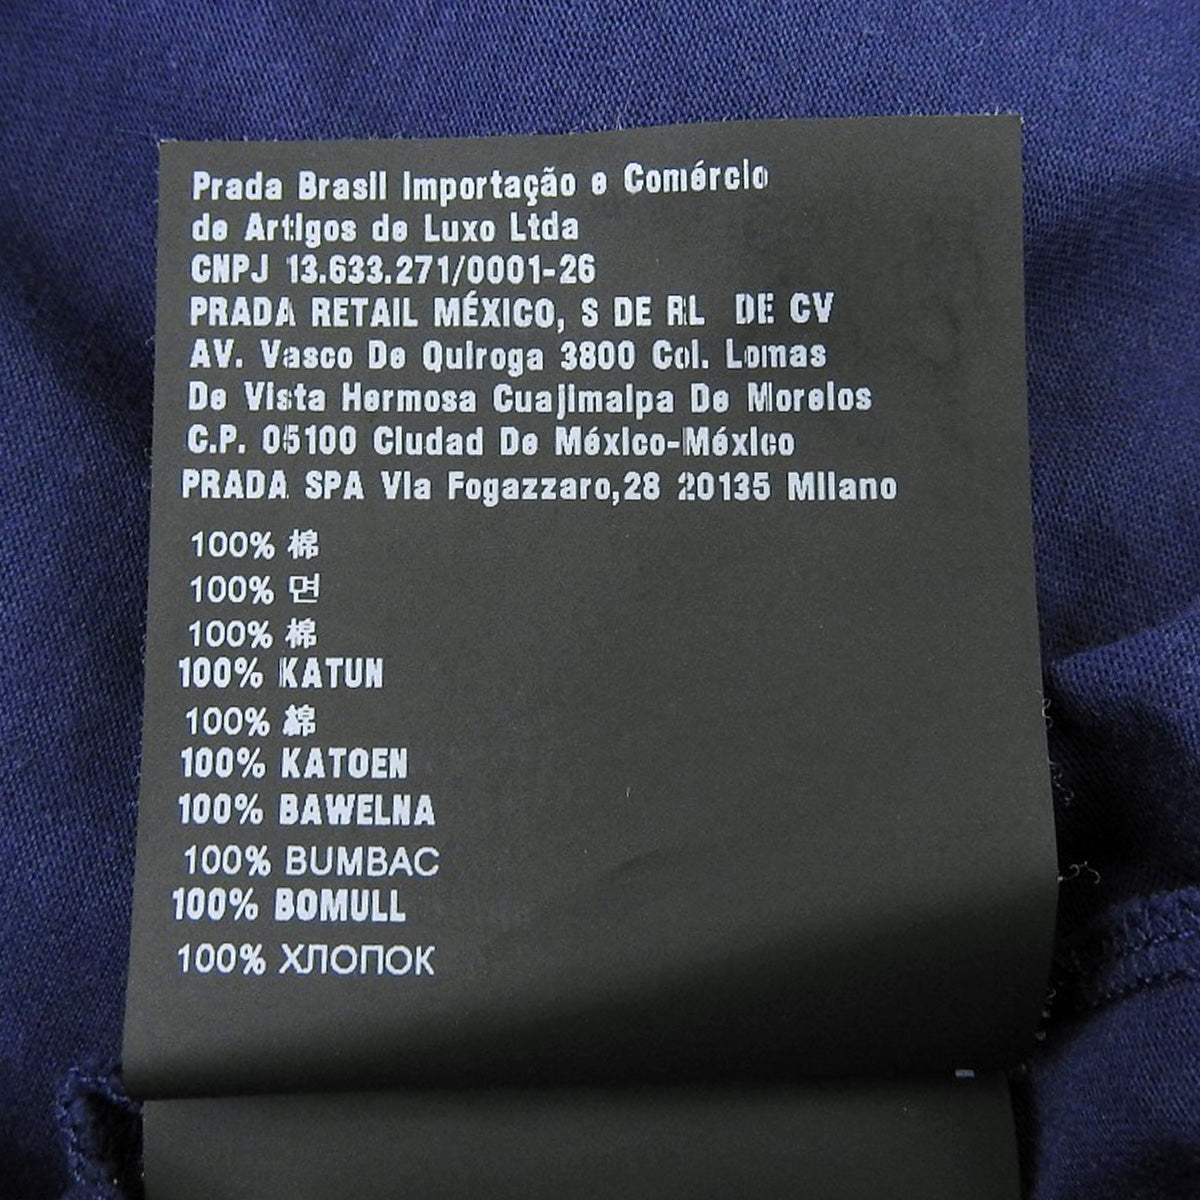 Prada Brasil Importação e Comércio
de Artigos de Luxo Ltda
CNPJ 13.633.271/0001-26
PRADA RETAIL MÉXICO, S DE RL DE CV
AV. Vasco De Quiroga 3800 Col. Lomas
De Vista Hermosa Cuajimalpa De Morelos
C.P. 05100 Ciudad De México-México
PRADA SPA Via Fogazzaro,28 20135 Milano
100% 棉
100% 면
100% 棉
100% KATUN
100% 綿
100% KATOEN
100% BAWELNA
100% BUMBAC
100% BOMULL
100% ХЛОПОК